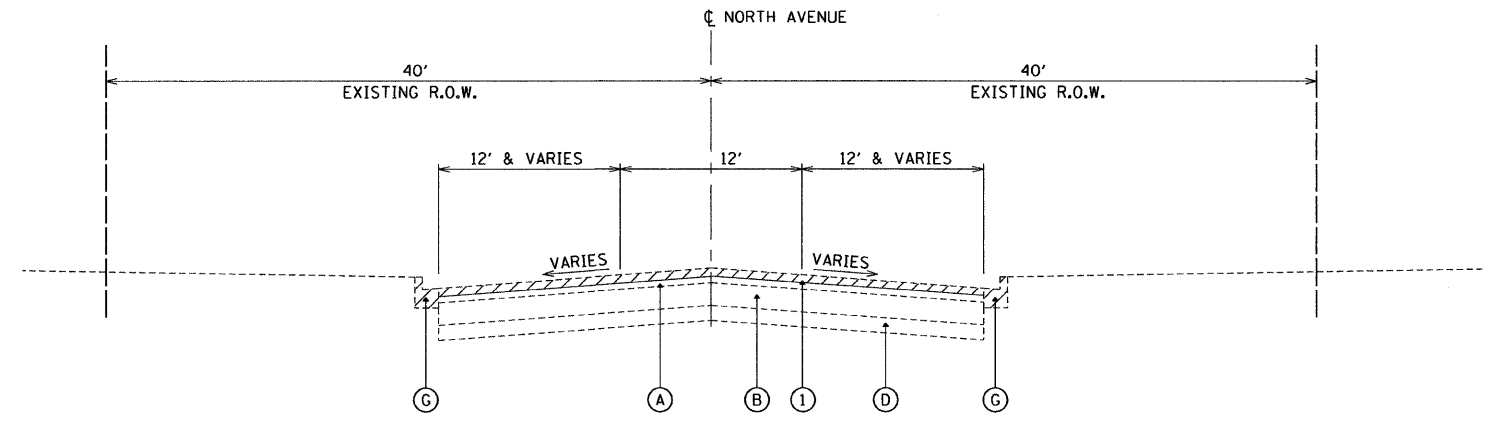 ℄ NORTH AVENUE
40' 40'
EXISTING R.O.W. EXISTING R.O.W.
12' & VARIES 12' 12' & VARIES
VARIES VARIES
G A B 1 D G